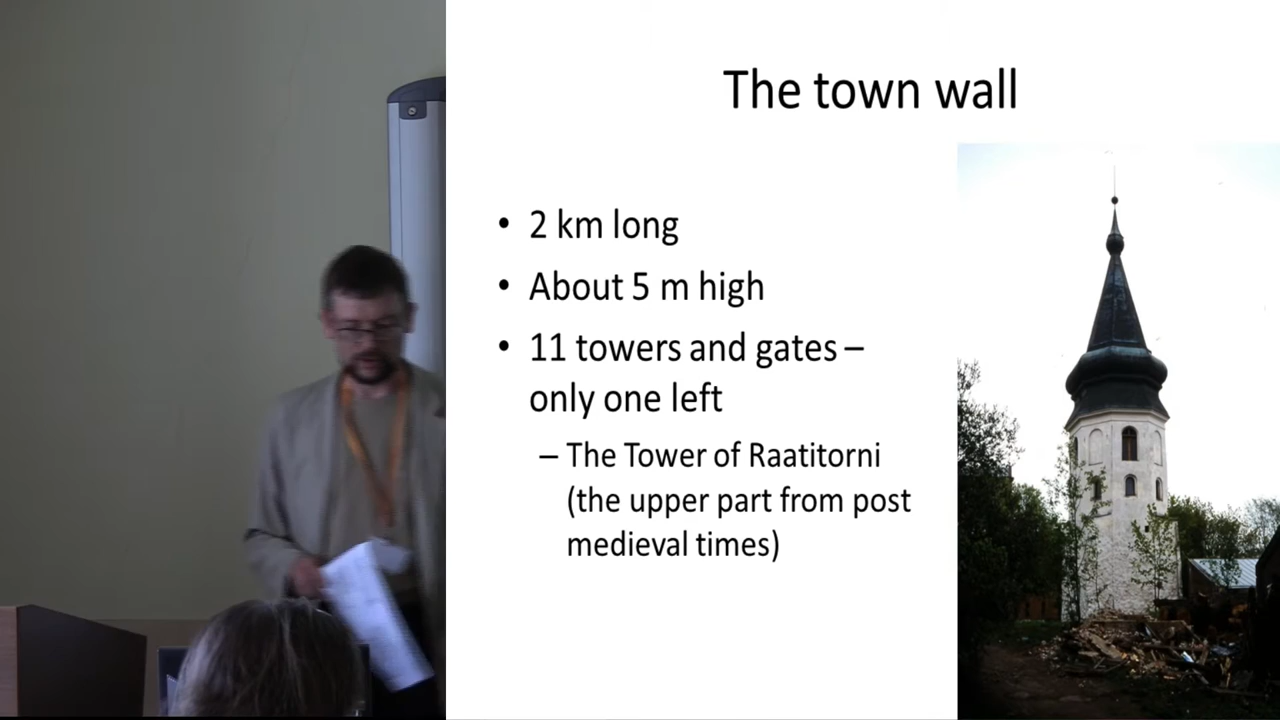 The town wall
• 2 km long
• About 5 m high
• 11 towers and gates –
only one left
– The Tower of Raatitorni
(the upper part from post
medieval times)